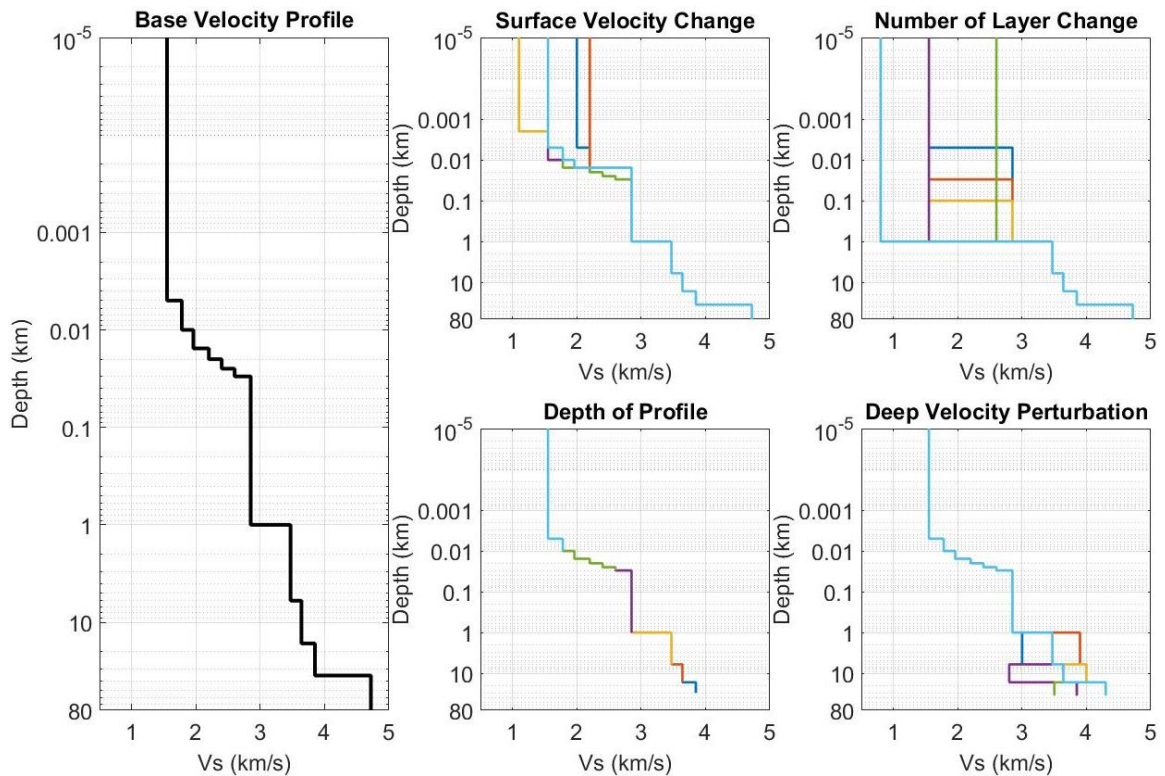 Base Velocity Profile
10-5
0.001
0.01
0.1
1
10
80
Depth (km)
1 2 3 4 5
Vs (km/s)
Surface Velocity Change
10-5
0.001
0.01
0.1
1
10
80
Depth (km)
1 2 3 4 5
Vs (km/s)
Number of Layer Change
10-5
0.001
0.01
0.1
1
10
80
Depth (km)
1 2 3 4 5
Vs (km/s)
Depth of Profile
10-5
0.001
0.01
0.1
1
10
80
Depth (km)
1 2 3 4 5
Vs (km/s)
Deep Velocity Perturbation
10-5
0.001
0.01
0.1
1
10
80
Depth (km)
1 2 3 4 5
Vs (km/s)